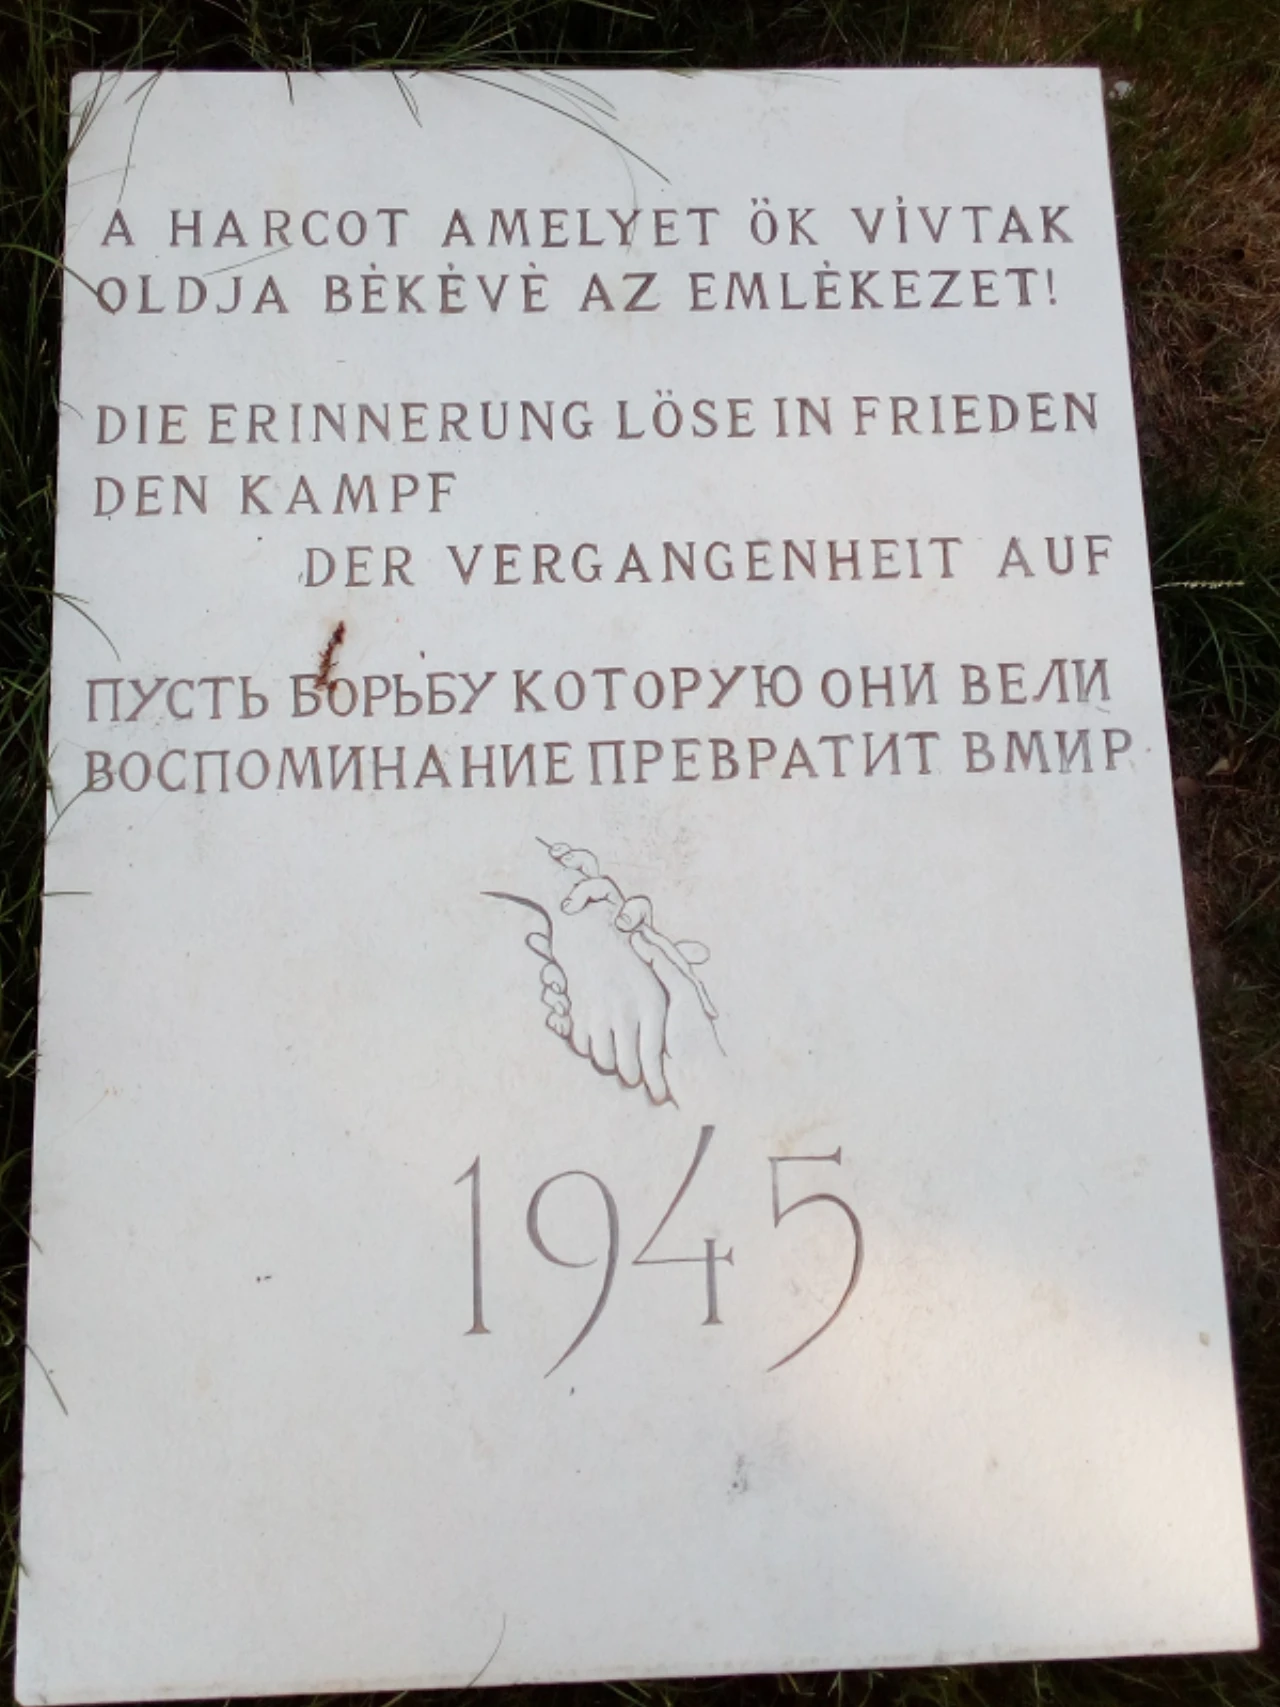 A HARCOT AMELYET ÖK VİVTAK
OLDJA BĖKĖVĖ AZ EMLĖKEZET!
DIE ERINNERUNG LÖSE IN FRIEDEN
DEN KAMPF
DER VERGANGENHEIT AUF
ПУСТЬ БОРЬБУ КОТОРУЮ ОНИ ВЕЛИ
ВОСПОМИНАНИЕ ПРЕВРАТИТ В МИР
1945